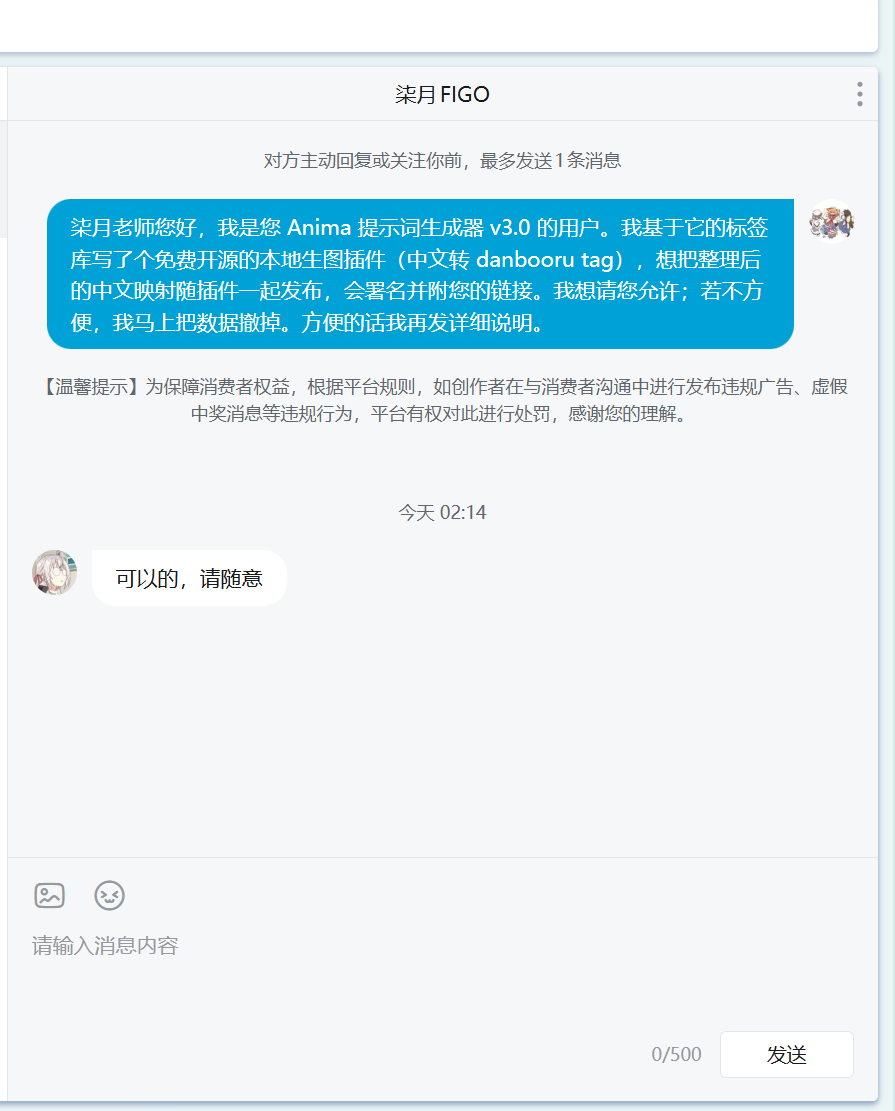 柒月FIGO
对方主动回复或关注你前，最多发送1条消息
柒月老师您好，我是您 Anima 提示词生成器 v3.0 的用户。我基于它的标签
库写了个免费开源的本地生图插件（中文转 danbooru tag），想把整理后
的中文映射随插件一起发布，会署名并附您的链接。我想请您允许；若不方
便，我马上把数据撤掉。方便的话我再发详细说明。
【温馨提示】为保障消费者权益，根据平台规则，如创作者在与消费者沟通中进行发布违规广告、虚假
中奖消息等违规行为，平台有权对此进行处罚，感谢您的理解。
今天 02:14
可以的，请随意
请输入消息内容
0/500
发送